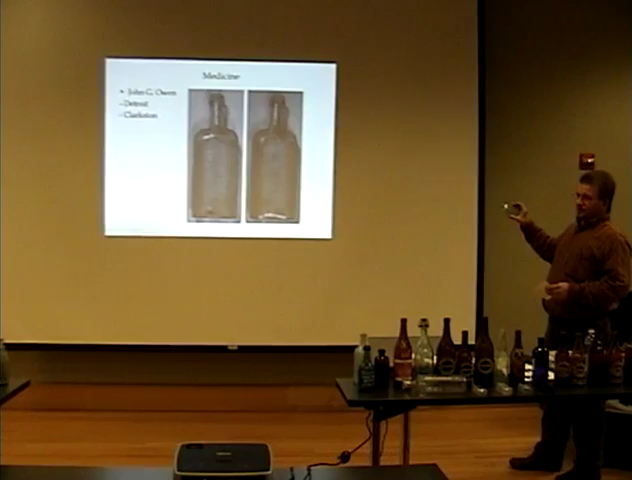 Medicine
• John G. Owen
- Detroit
- Clarkston